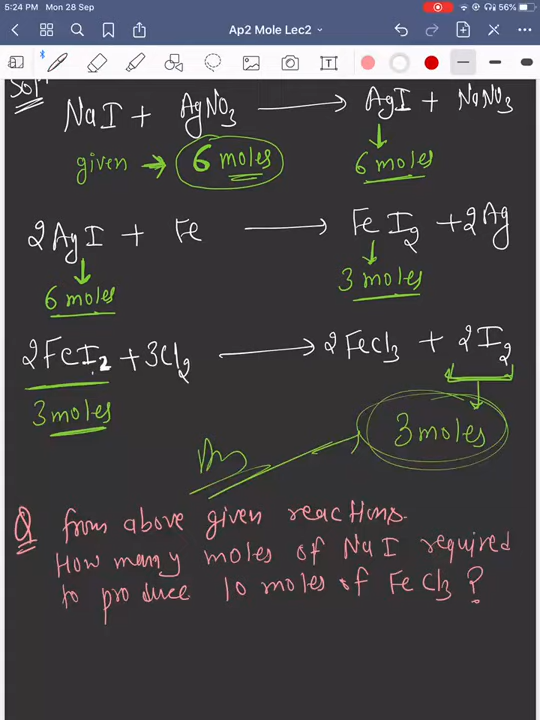 5:24 PM Mon 28 Sep 56%
Ap2 Mole Lec2
Soln
NaI + AgNO3 → AgI + NaNO3
given → 6 moles 6 moles
2AgI + Fe → FeI2 + 2Ag
6 moles 3 moles
2FeI2 + 3Cl2 → 2FeCl3 + 2I2
3 moles 3 moles
Ans
Q from above given reactions.
How many moles of NaI required
to produce 10 moles of FeCl3?